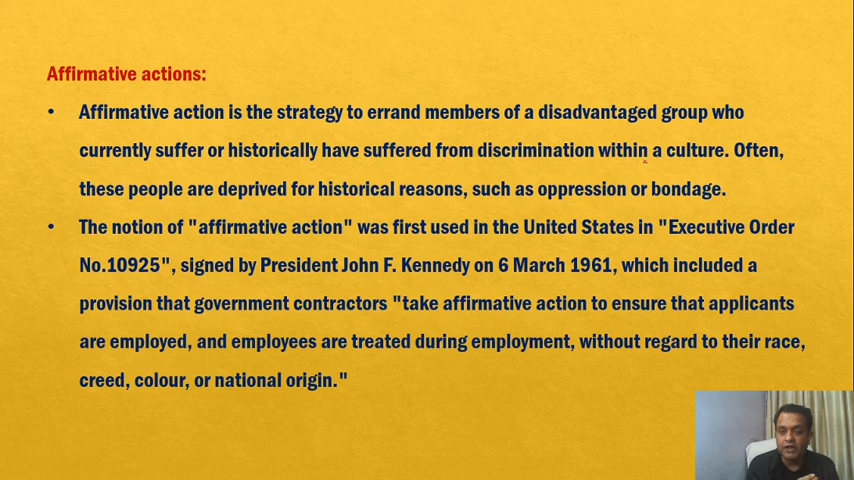 Affirmative actions:
• Affirmative action is the strategy to errand members of a disadvantaged group who
currently suffer or historically have suffered from discrimination within a culture. Often,
these people are deprived for historical reasons, such as oppression or bondage.
• The notion of "affirmative action" was first used in the United States in "Executive Order
No.10925", signed by President John F. Kennedy on 6 March 1961, which included a
provision that government contractors "take affirmative action to ensure that applicants
are employed, and employees are treated during employment, without regard to their race,
creed, colour, or national origin."